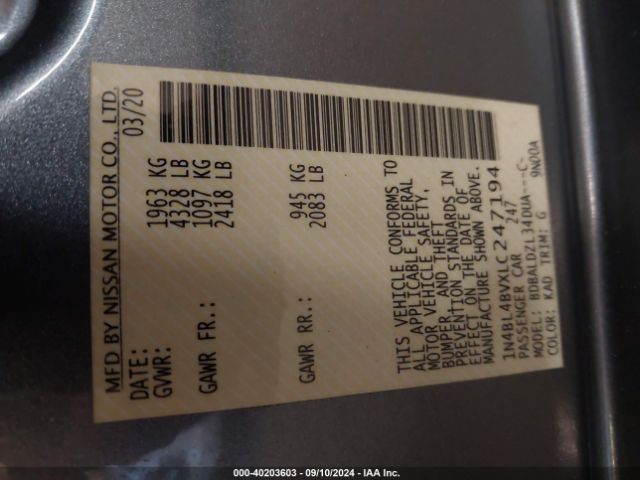 MFD BY NISSAN MOTOR CO., LTD.
DATE: 03/20
GVWR: 1963 KG
4328 LB
GAWR FR.: 1097 KG
2418 LB
GAWR RR.: 945 KG
2083 LB
THIS VEHICLE CONFORMS TO
ALL APPLICABLE FEDERAL
MOTOR VEHICLE SAFETY,
BUMPER, AND THEFT
PREVENTION STANDARDS IN
EFFECT ON THE DATE OF
MANUFACTURE SHOWN ABOVE.
1N4BL4BVXLC247194
PASSENGER CAR 247
MODEL: BDBALDZL34DUA---C-
COLOR: KAD TRIM: G 9N00A
000-40203603 - 09/10/2024 - IAA Inc.